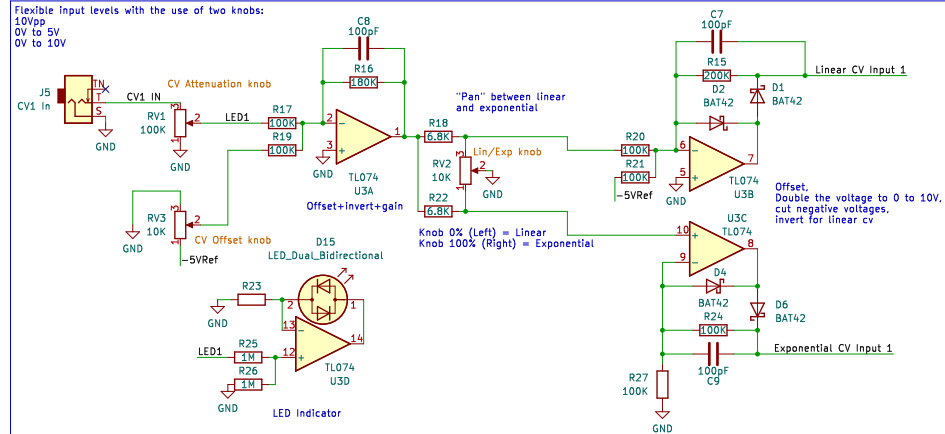 Flexible input levels with the use of two knobs:
10Vpp
0V to 5V
0V to 10V
J5
CV1 In
TN
T
S
GND
CV Attenuation knob
CV1 IN
RV1
100K
3
2
1
GND
LED1
R17
100K
R19
100K
C8
100pF
R16
180K
2
3
1
GND
TL074
U3A
Offset+invert+gain
GND
RV3
10K
3
2
1
CV Offset knob
-5VRef
"Pan" between linear
and exponential
R18
6.8K
Lin/Exp knob
RV2
10K
3
2
1
GND
R22
6.8K
Knob 0% (Left) = Linear
Knob 100% (Right) = Exponential
C7
100pF
R15
200K
Linear CV Input 1
D2
BAT42
D1
BAT42
R20
100K
R21
100K
-5VRef
6
5
7
GND
TL074
U3B
Offset,
Double the voltage to 0 to 10V,
cut negative voltages,
invert for linear cv
U3C
TL074
10
9
8
D4
BAT42
D6
BAT42
R24
100K
Exponential CV Input 1
100pF
C9
R27
100K
GND
D15
LED_Dual_Bidirectional
R23
GND
2
1
13
12
14
LED1
R25
1M
R26
1M
GND
TL074
U3D
LED Indicator